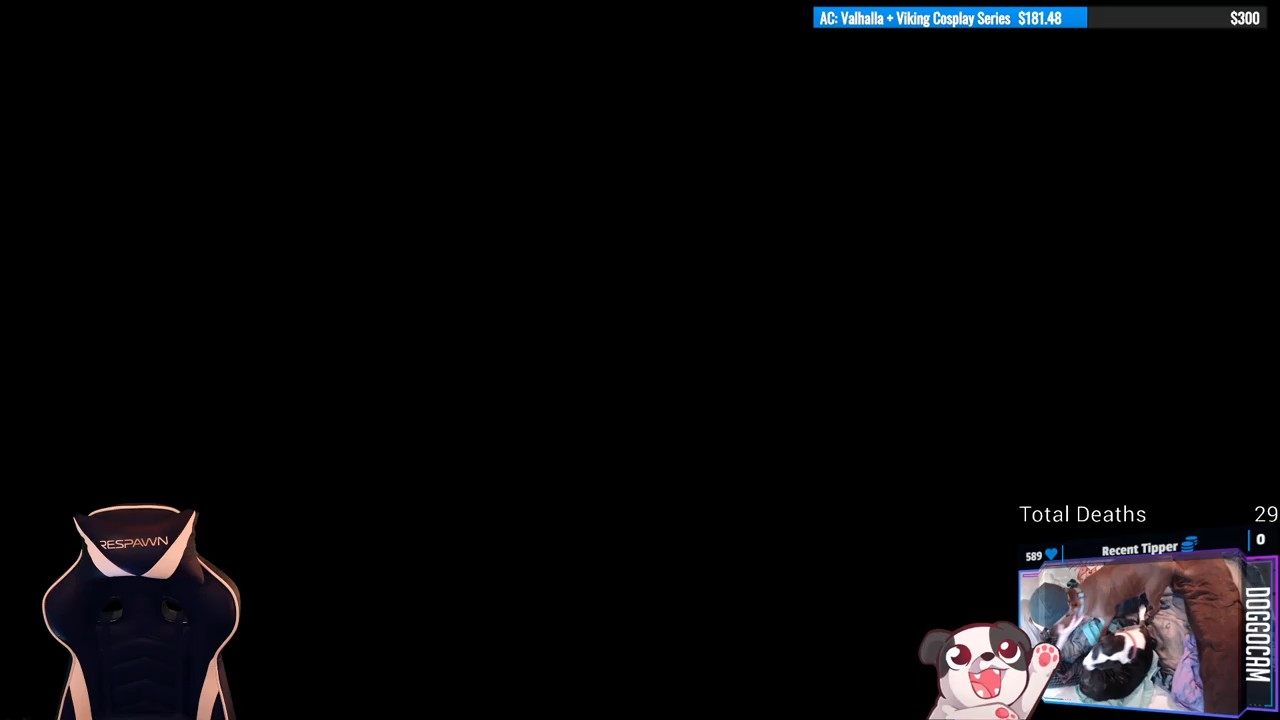 AC: Valhalla + Viking Cosplay Series $181.48 $300
RESPAWN
Total Deaths 29
589 Recent Tipper 0
DOGGOCAM